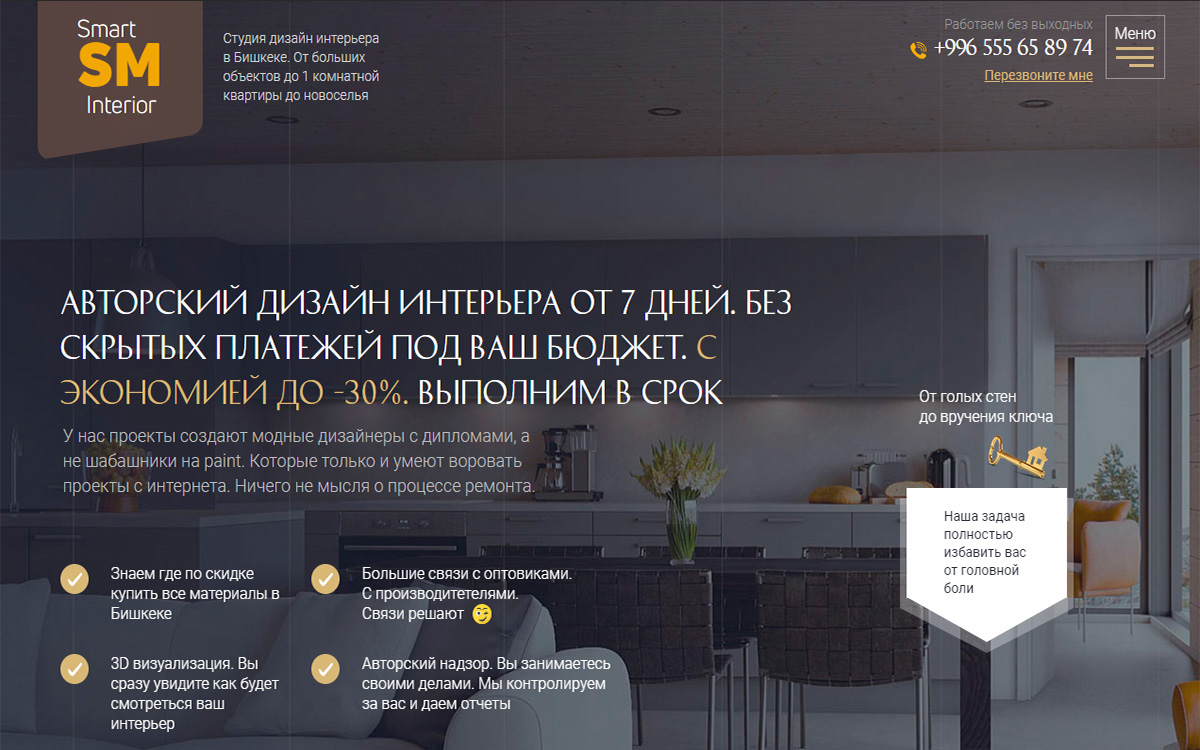 Smart
SM
Interior
Студия дизайн интерьера
в Бишкеке. От больших
объектов до 1 комнатной
квартиры до новоселья
Работаем без выходных
+996 555 65 89 74
Перезвоните мне
Меню
АВТОРСКИЙ ДИЗАЙН ИНТЕРЬЕРА ОТ 7 ДНЕЙ. БЕЗ
СКРЫТЫХ ПЛАТЕЖЕЙ ПОД ВАШ БЮДЖЕТ. С
ЭКОНОМИЕЙ ДО -30%. ВЫПОЛНИМ В СРОК
У нас проекты создают модные дизайнеры с дипломами, а
не шабашники на paint. Которые только и умеют воровать
проекты с интернета. Ничего не мысля о процессе ремонта.
От голых стен
до вручения ключа
Наша задача
полностью
избавить вас
от головной
боли
Знаем где по скидке
купить все материалы в
Бишкеке
Большие связи с оптовиками.
С производитетелями.
Связи решают 😉
3D визуализация. Вы
сразу увидите как будет
смотреться ваш
интерьер
Авторский надзор. Вы занимаетесь
своими делами. Мы контролируем
за вас и даем отчеты